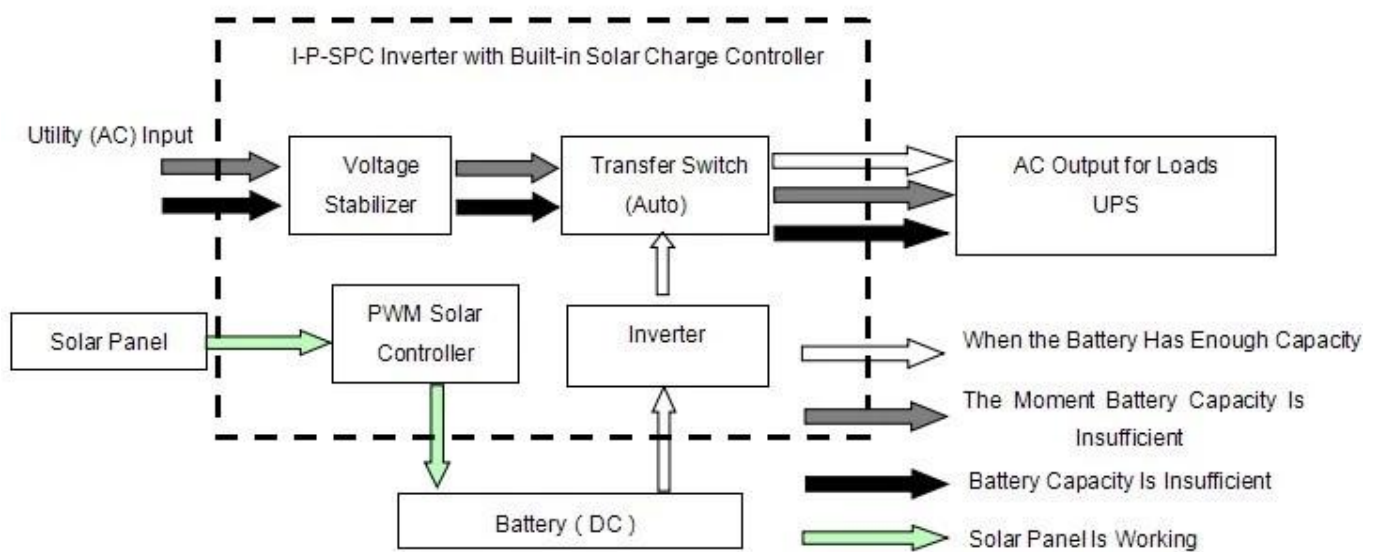 I-P-SPC Inverter with Built-in Solar Charge Controller
Utility (AC) Input
Voltage
Stabilizer
Transfer Switch
(Auto)
AC Output for Loads
UPS
Solar Panel
PWM Solar
Controller
Inverter
Battery ( DC )
When the Battery Has Enough Capacity
The Moment Battery Capacity Is
Insufficient
Battery Capacity Is Insufficient
Solar Panel Is Working